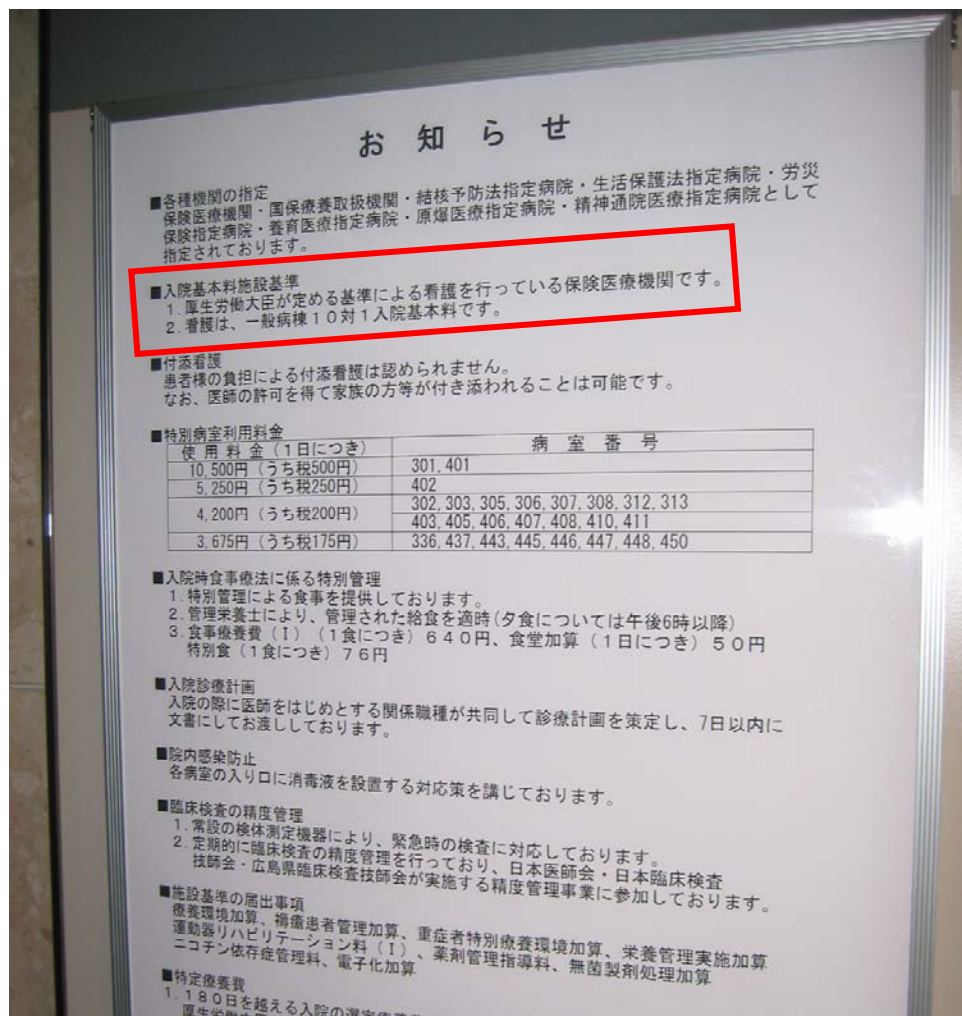 お知らせ
■各種機関の指定
保険医療機関・国保療養取扱機関・結核予防法指定病院・生活保護法指定病院・労災
保険指定病院・養育医療指定病院・原爆医療指定病院・精神通院医療指定病院として
指定されております。
■入院基本料施設基準
1.厚生労働大臣が定める基準による看護を行っている保険医療機関です。
2.看護は、一般病棟10対1入院基本料です。
■付添看護
患者様の負担による付添看護は認められません。
なお、医師の許可を得て家族の方等が付き添われることは可能です。
■特別病室利用料金
使用料金(1日につき) 病室番号
10,500円(うち税500円) 301,401
5,250円(うち税250円) 402
4,200円(うち税200円) 302,303,305,306,307,308,312,313
403,405,406,407,408,410,411
3,675円(うち税175円) 336,437,443,445,446,447,448,450
■入院時食事療法に係る特別管理
1.特別管理による食事を提供しております。
2.管理栄養士により、管理された給食を適時(夕食については午後6時以降)
3.食事療養費(I)(1食につき)640円、食堂加算(1日につき)50円
特別食(1食につき)76円
■入院診療計画
入院の際に医師をはじめとする関係職種が共同して診療計画を策定し、7日以内に
文書にしてお渡ししております。
■院内感染防止
各病室の入り口に消毒液を設置する対応策を講じております。
■臨床検査の精度管理
1.常設の検体測定機器により、緊急時の検査に対応しております。
2.定期的に臨床検査の精度管理を行っており、日本医師会・日本臨床検査
技師会・広島県臨床検査技師会が実施する精度管理事業に参加しております。
■施設基準の届出事項
療養環境加算、褥瘡患者管理加算、重症者特別療養環境加算、栄養管理実施加算
運動器リハビリテーション料(I)、薬剤管理指導料、無菌製剤処理加算
ニコチン依存症管理料、電子化加算
■特定療養費
1.180日を越える入院の選定療養
厚生労働